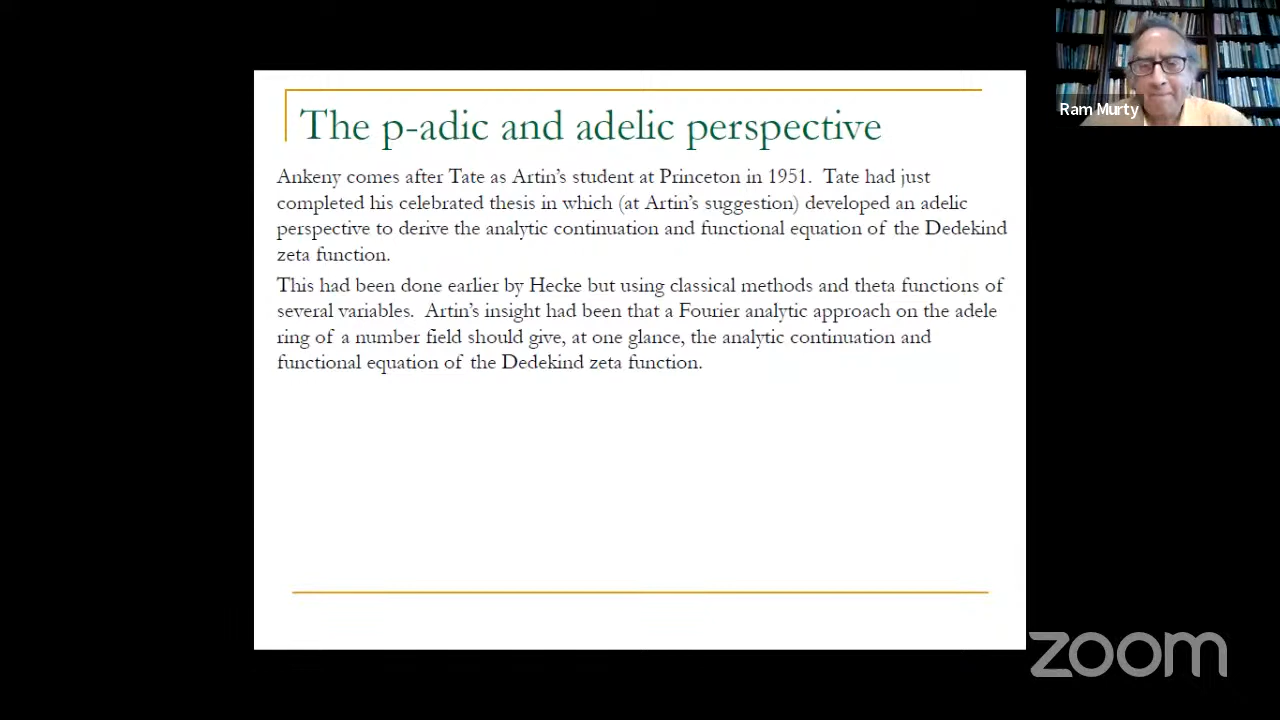 The p-adic and adelic perspective
Ankeny comes after Tate as Artin's student at Princeton in 1951. Tate had just
completed his celebrated thesis in which (at Artin's suggestion) developed an adelic
perspective to derive the analytic continuation and functional equation of the Dedekind
zeta function.
This had been done earlier by Hecke but using classical methods and theta functions of
several variables. Artin's insight had been that a Fourier analytic approach on the adele
ring of a number field should give, at one glance, the analytic continuation and
functional equation of the Dedekind zeta function.
Ram Murty
zoom